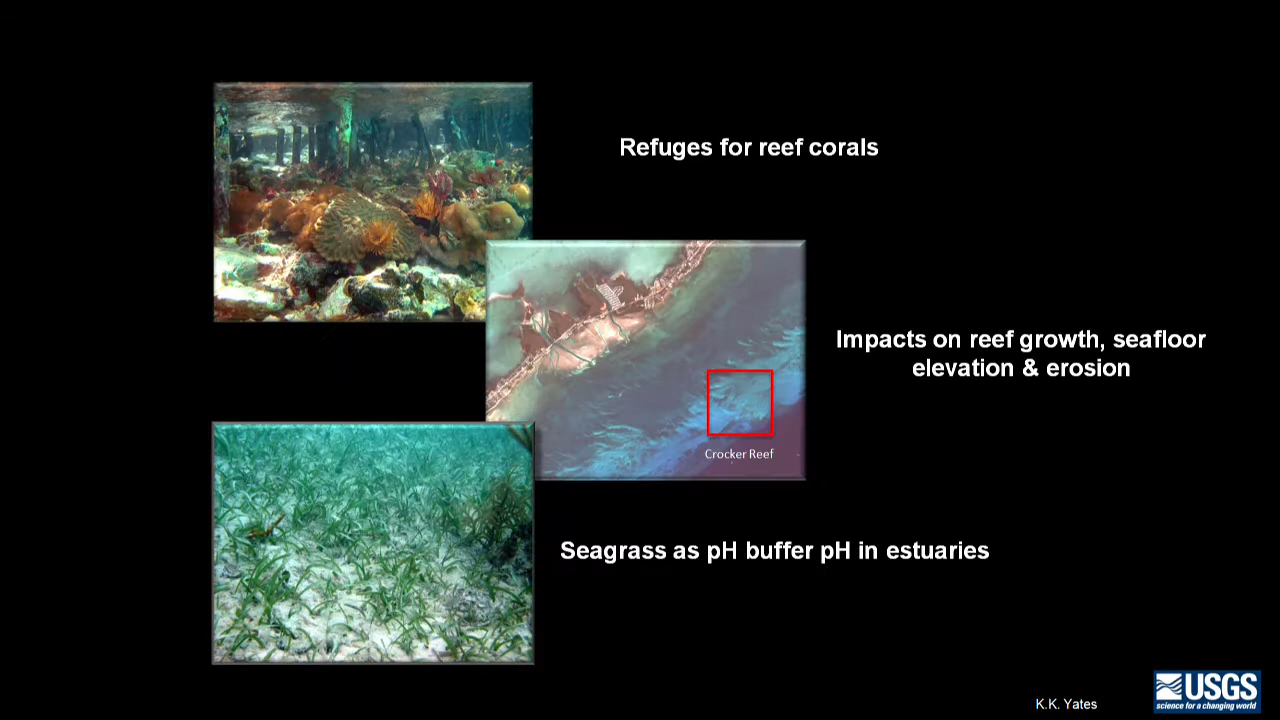 Refuges for reef corals
Impacts on reef growth, seafloor
elevation & erosion
Crocker Reef
Seagrass as pH buffer pH in estuaries
K.K. Yates
USGS
science for a changing world